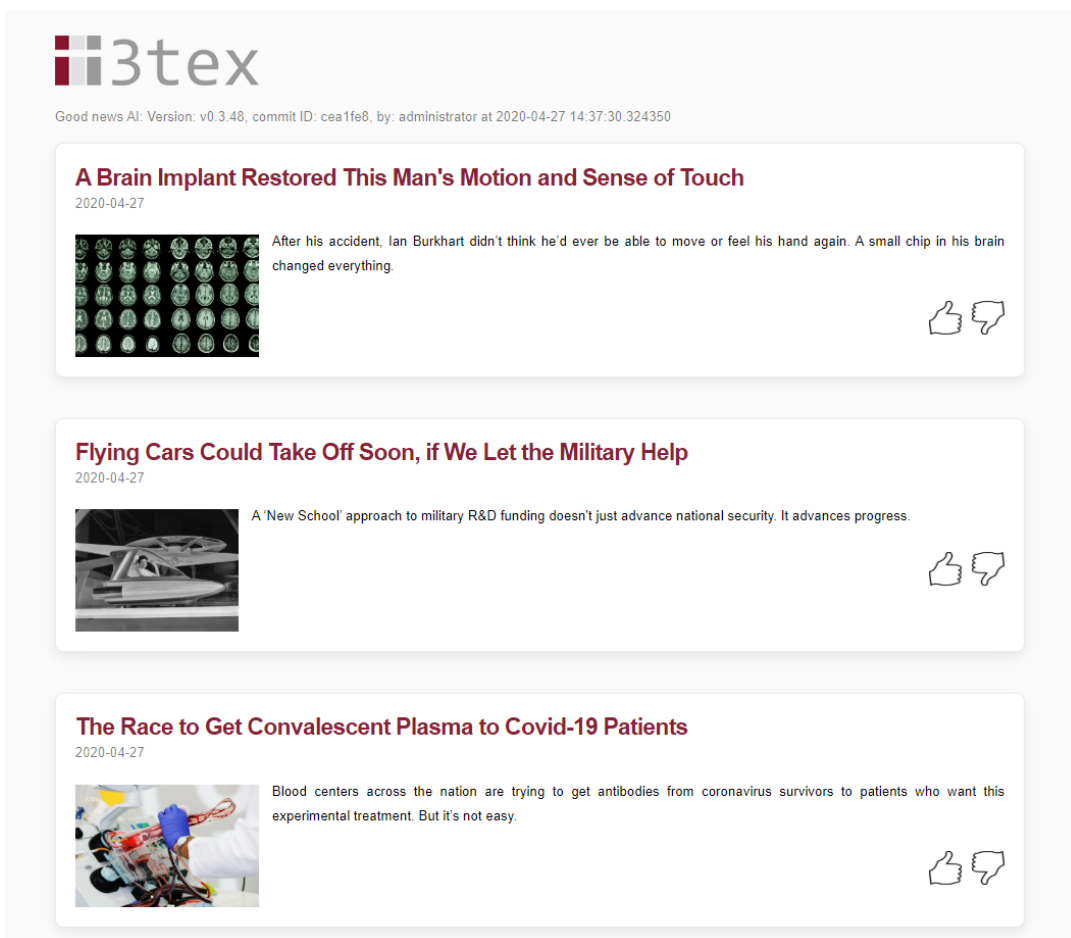 3tex
Good news AI: Version: v0.3.48, commit ID: cea1fe8, by: administrator at 2020-04-27 14:37:30.324350
A Brain Implant Restored This Man's Motion and Sense of Touch
2020-04-27
After his accident, Ian Burkhart didn’t think he’d ever be able to move or feel his hand again. A small chip in his brain
changed everything.
Flying Cars Could Take Off Soon, if We Let the Military Help
2020-04-27
A ‘New School’ approach to military R&D funding doesn't just advance national security. It advances progress.
The Race to Get Convalescent Plasma to Covid-19 Patients
2020-04-27
Blood centers across the nation are trying to get antibodies from coronavirus survivors to patients who want this
experimental treatment. But it’s not easy.